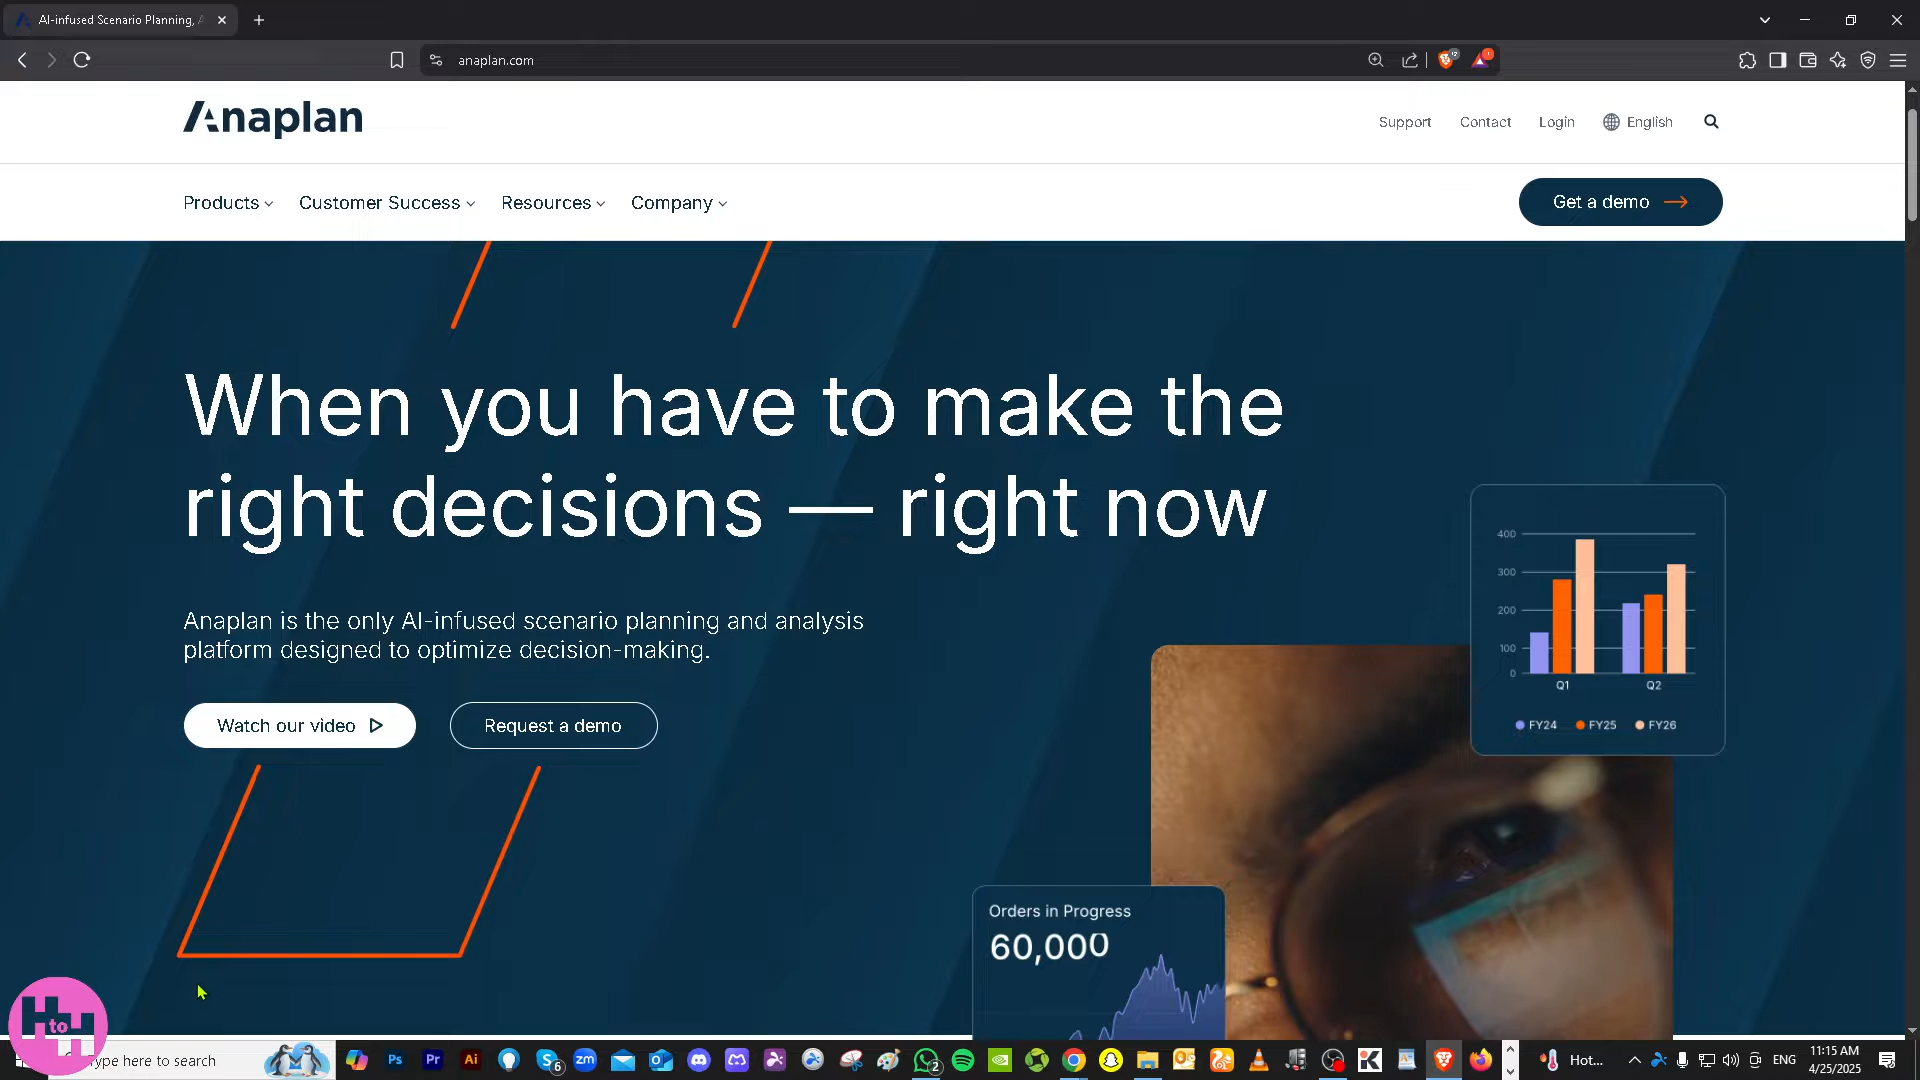 AI-infused Scenario Planning, A
anaplan.com
Anaplan
Support
Contact
Login
English
Products
Customer Success
Resources
Company
Get a demo
When you have to make the
right decisions — right now
Anaplan is the only AI-infused scenario planning and analysis
platform designed to optimize decision-making.
Watch our video
Request a demo
400
300
200
100
0
Q1
Q2
FY24
FY25
FY26
Orders in Progress
60,000
H to H
Type here to search
Hot...
ENG
11:15 AM
4/25/2025